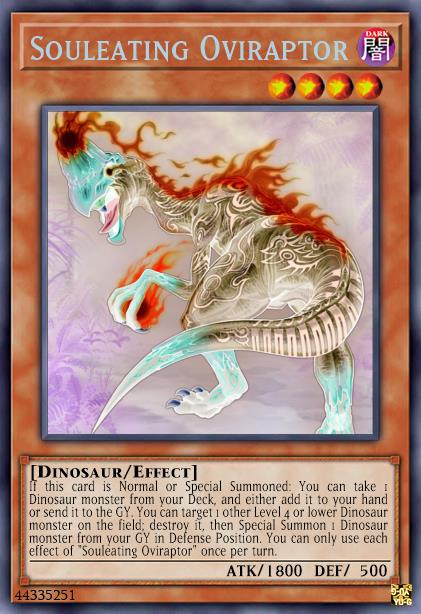 Souleating Oviraptor
DARK
闇
[Dinosaur/Effect]
If this card is Normal or Special Summoned: You can take 1
Dinosaur monster from your Deck, and either add it to your hand
or send it to the GY. You can target 1 other Level 4 or lower Dinosaur
monster on the field; destroy it, then Special Summon 1 Dinosaur
monster from your GY in Defense Position. You can only use each
effect of "Souleating Oviraptor" once per turn.
ATK/1800 DEF/ 500
44335251